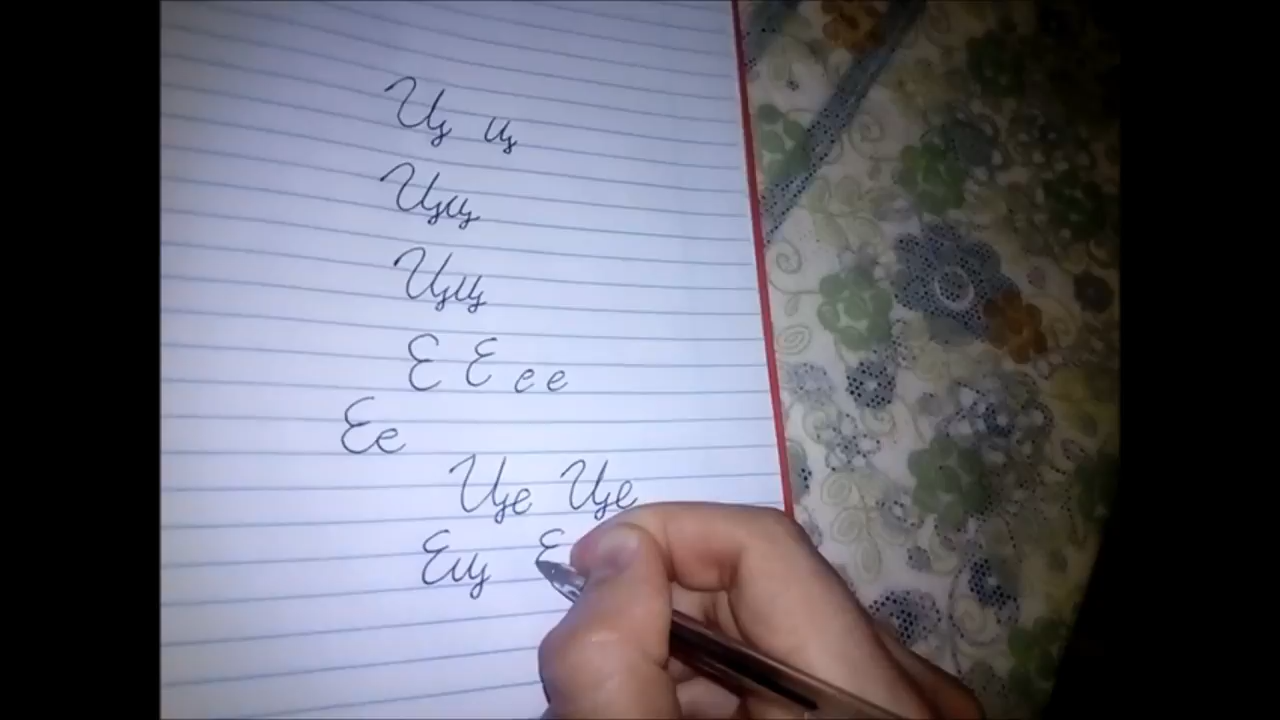 Ц ц
Цц
Цц
Е Е е е
Ее
Це Це
Ец Е